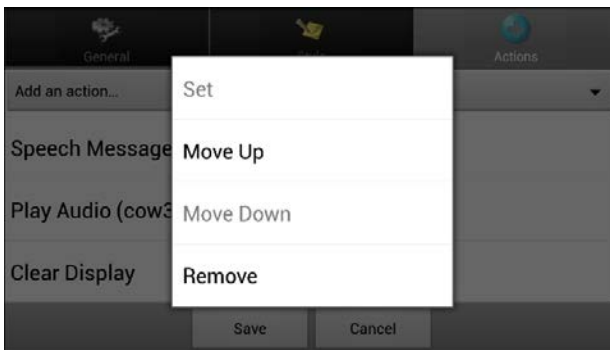 General
Style
Actions
Add an action...
Set
Speech Message
Move Up
Play Audio (cow3
Move Down
Clear Display
Remove
Save
Cancel